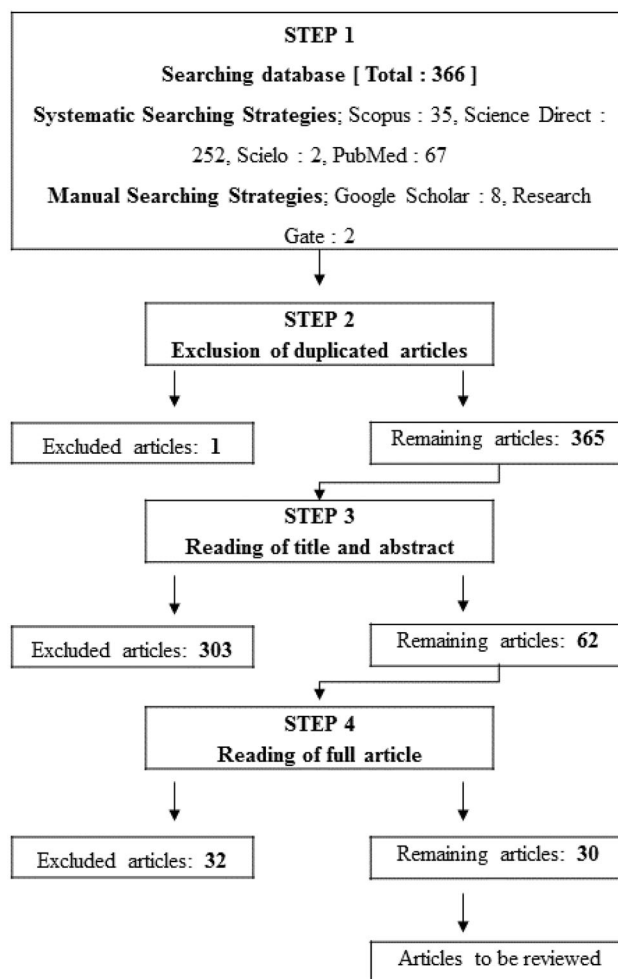 STEP 1
Searching database [ Total : 366 ]
Systematic Searching Strategies; Scopus : 35, Science Direct :
252, Scielo : 2, PubMed : 67
Manual Searching Strategies; Google Scholar : 8, Research
Gate : 2
STEP 2
Exclusion of duplicated articles
Excluded articles: 1
Remaining articles: 365
STEP 3
Reading of title and abstract
Excluded articles: 303
Remaining articles: 62
STEP 4
Reading of full article
Excluded articles: 32
Remaining articles: 30
Articles to be reviewed